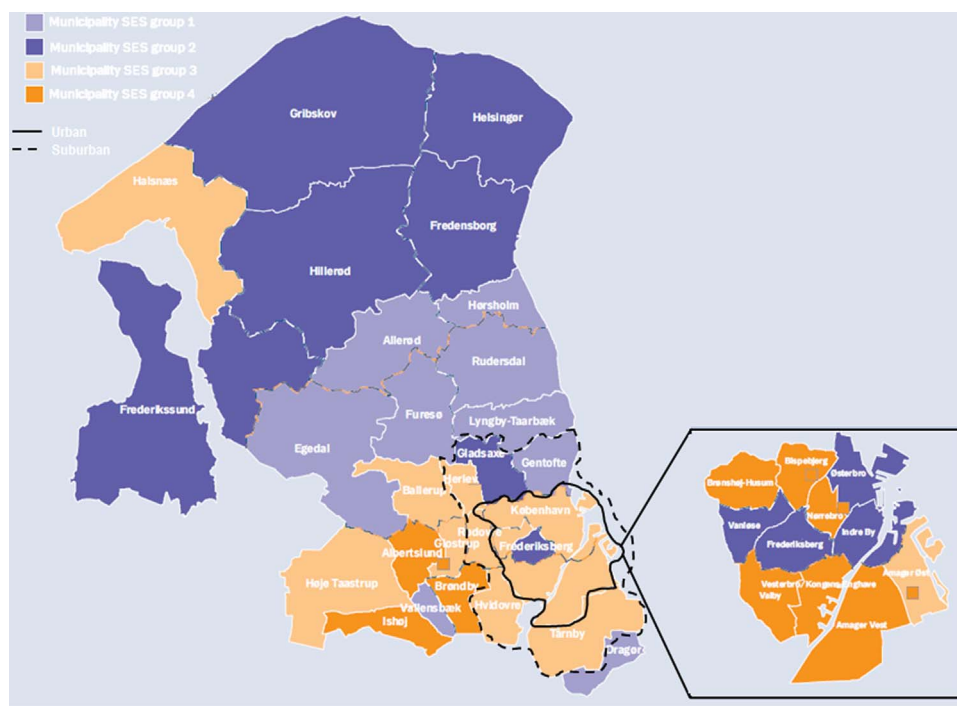 Municipality SES group 1
Municipality SES group 2
Municipality SES group 3
Municipality SES group 4
Urban
Suburban
Gribskov
Helsingør
Halsnæs
Fredensborg
Hillerød
Hørsholm
Allerød
Rudersdal
Frederikssund
Furesø
Lyngby-Taarbæk
Egedal
Gladsaxe
Gentofte
Ballerup
Herlev
København
Rødovre
Glostrup
Frederiksberg
Albertslund
Høje Taastrup
Brøndby
Vallensbæk
Hvidovre
Ishøj
Tårnby
Dragør
Bispebjerg
Østerbro
Brønshøj-Husum
Nørrebro
Vanløse
Indre By
Frederiksberg
Amager Øst
Vesterbro Kongens Enghave
Valby
Amager Vest